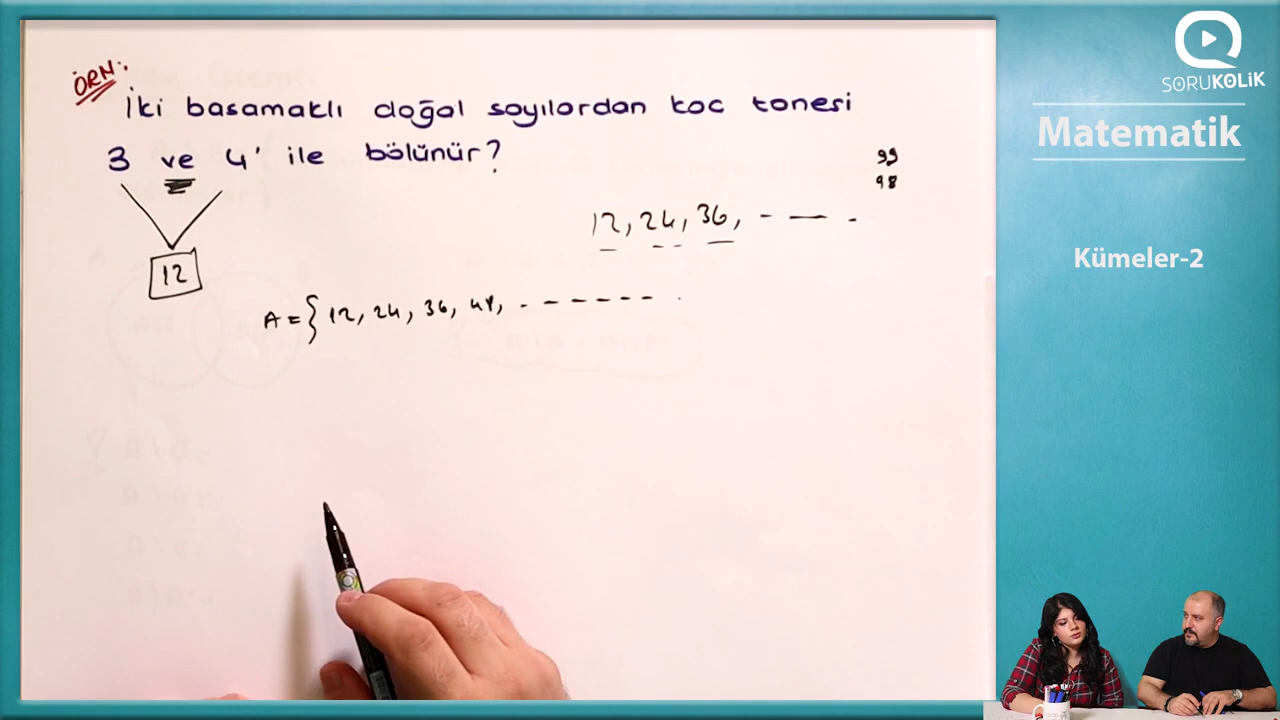 ÖRN:
İki basamaklı doğal sayılardan kaç tanesi
3 ve 4' ile bölünür?
12
99
98
12, 24, 36, - — -
A = { 12, 24, 36, 48, - - - - - - -
SORUKOLİK
Matematik
Kümeler-2